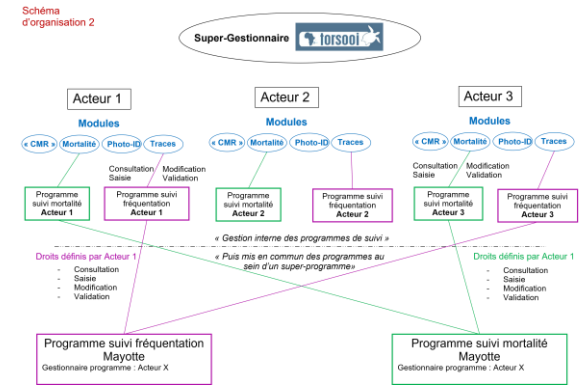 Schéma
d'organisation 2
Super-Gestionnaire torsooi
Acteur 1 Acteur 2 Acteur 3
Modules Modules Modules
« CMR » Mortalité Photo-ID Traces « CMR » Mortalité Photo-ID Traces « CMR » Mortalité Photo-ID Traces
Consultation Modification Consultation Modification
Saisie Validation Saisie Validation
Programme suivi mortalité Acteur 1
Programme suivi fréquentation Acteur 1
Programme suivi mortalité Acteur 2
Programme suivi fréquentation Acteur 2
Programme suivi mortalité Acteur 3
Programme suivi fréquentation Acteur 3
« Gestion interne des programmes de suivi »
Droits définis par Acteur 1
- Consultation
- Saisie
- Modification
- Validation
« Puis mis en commun des programmes au
sein d'un super-programme»
Droits définis par Acteur 1
- Consultation
- Saisie
- Modification
- Validation
Programme suivi fréquentation
Mayotte
Gestionnaire programme : Acteur X
Programme suivi mortalité
Mayotte
Gestionnaire programme : Acteur X